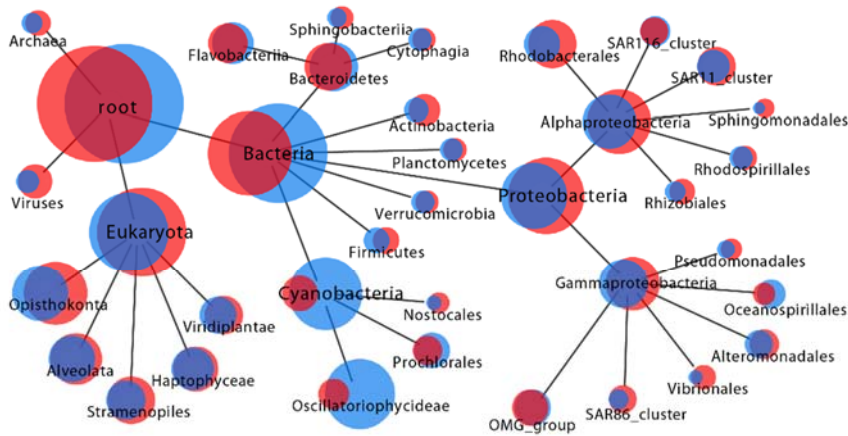 Archaea
root
Viruses
Eukaryota
Opisthokonta
Alveolata
Stramenopiles
Haptophyceae
Viridiplantae
Sphingobacteriia
Flavobacteriia
Cytophagia
Bacteroidetes
Actinobacteria
Bacteria
Planctomycetes
Verrucomicrobia
Firmicutes
Cyanobacteria
Nostocales
Prochlorales
Oscillatoriophycideae
Proteobacteria
Rhodobacterales
SAR116_cluster
SAR11_cluster
Alphaproteobacteria
Sphingomonadales
Rhodospirillales
Rhizobiales
Pseudomonadales
Gammaproteobacteria
Oceanospirillales
Alteromonadales
Vibrionales
SAR86_cluster
OMG_group